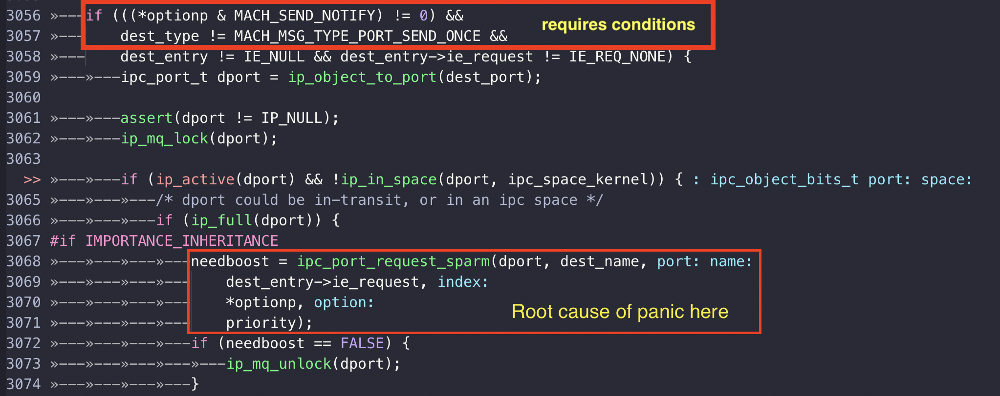 3056 »---if (((*optionp & MACH_SEND_NOTIFY) != 0) &&
requires conditions
3057 »---    dest_type != MACH_MSG_TYPE_PORT_SEND_ONCE &&
3058 »---    dest_entry != IE_NULL && dest_entry->ie_request != IE_REQ_NONE) {
3059 »---»---ipc_port_t dport = ip_object_to_port(dest_port);
3060
3061 »---»---assert(dport != IP_NULL);
3062 »---»---ip_mq_lock(dport);
3063
>> »---»---if (ip_active(dport) && !ip_in_space(dport, ipc_space_kernel)) { : ipc_object_bits_t port: space:
3065 »---»---»---/* dport could be in-transit, or in an ipc space */
3066 »---»---»---if (ip_full(dport)) {
3067 #if IMPORTANCE_INHERITANCE
3068 »---»---»---»---needboost = ipc_port_request_sparm(dport, dest_name, port: name:
3069 »---»---»---»---    dest_entry->ie_request, index:
3070 »---»---»---»---    *optionp, option:
Root cause of panic here
3071 »---»---»---»---    priority);
3072 »---»---»---»---if (needboost == FALSE) {
3073 »---»---»---»---»---ip_mq_unlock(dport);
3074 »---»---»---»---}